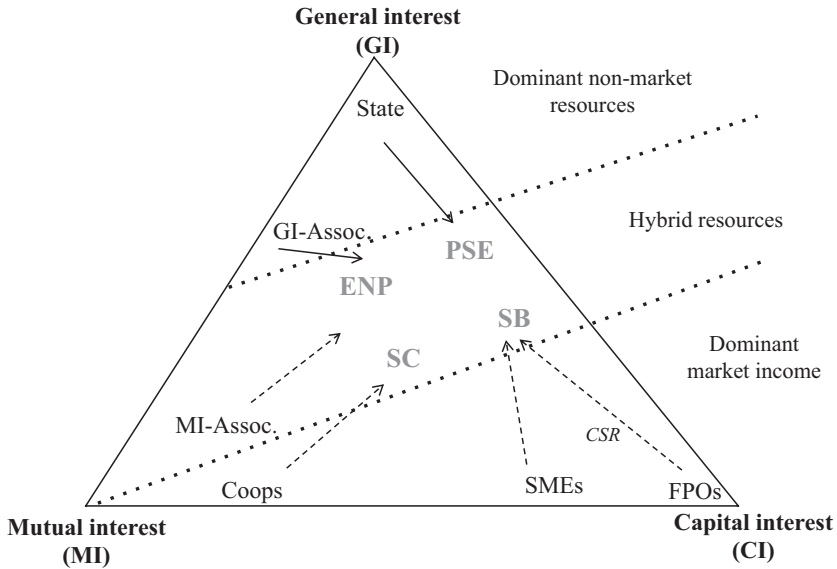 General interest
(GI)
Dominant non-market
resources
State
Hybrid resources
GI-Assoc.
PSE
ENP
SB
SC
Dominant
market income
MI-Assoc.
CSR
Coops
SMEs
FPOs
Mutual interest
(MI)
Capital interest
(CI)